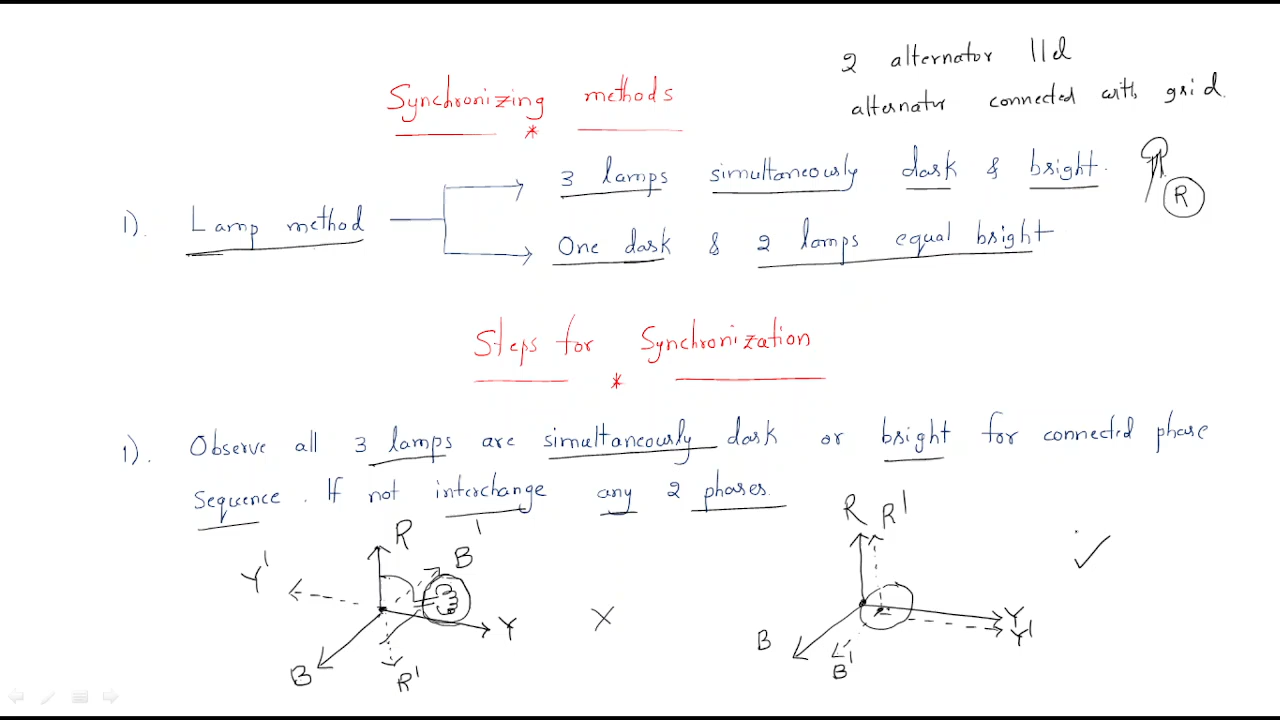 2 alternator ||el
alternator connected with grid.
Synchronizing methods
*
1). Lamp method
3 lamps simultaneously dark & bright.
R
One dark & 2 lamps equal bright
Steps for Synchronization
*
1). Observe all 3 lamps are simultaneously dark or bright for connected phase
sequence. If not interchange any 2 phases.
R
B'
Y'
Y
B
R'
X
R R'
Y
Y'
B
B'
✓